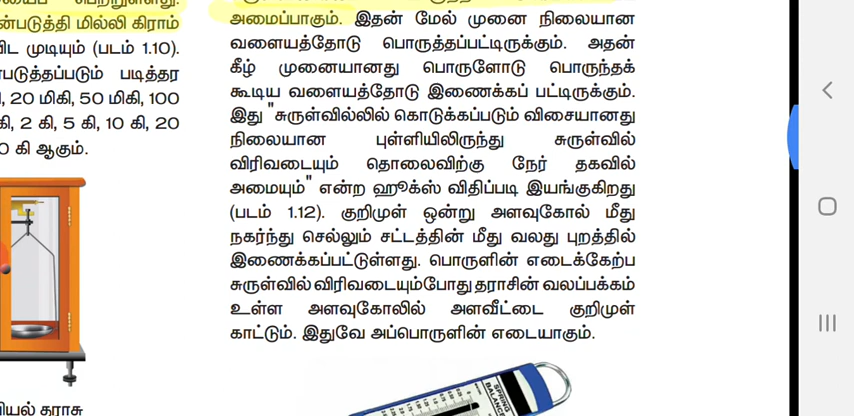 ன்படுத்தி மில்லி கிராம்
விட முடியும் (படம் 1.10).
படுத்தப்படும் படித்தர
, 20 மிகி, 50 மிகி, 100
கி, 2 கி, 5 கி, 10 கி, 20
0 கி ஆகும்.
யல் தராசு
அமைப்பாகும். இதன் மேல் முனை நிலையான
வளையத்தோடு பொருத்தப்பட்டிருக்கும். அதன்
கீழ் முனையானது பொருளோடு பொருந்தக்
கூடிய வளையத்தோடு இணைக்கப் பட்டிருக்கும்.
இது "சுருள்வில்லில் கொடுக்கப்படும் விசையானது
நிலையான புள்ளியிலிருந்து சுருள்வில்
விரிவடையும் தொலைவிற்கு நேர் தகவில்
அமையும்" என்ற ஹூக்ஸ் விதிப்படி இயங்குகிறது
(படம் 1.12). குறிமுள் ஒன்று அளவுகோல் மீது
நகர்ந்து செல்லும் சட்டத்தின் மீது வலது புறத்தில்
இணைக்கப்பட்டுள்ளது. பொருளின் எடைக்கேற்ப
சுருள்வில் விரிவடையும்போது தராசின் வலப்பக்கம்
உள்ள அளவுகோலில் அளவீட்டை குறிமுள்
காட்டும். இதுவே அப்பொருளின் எடையாகும்.
SPRING
BALANCE